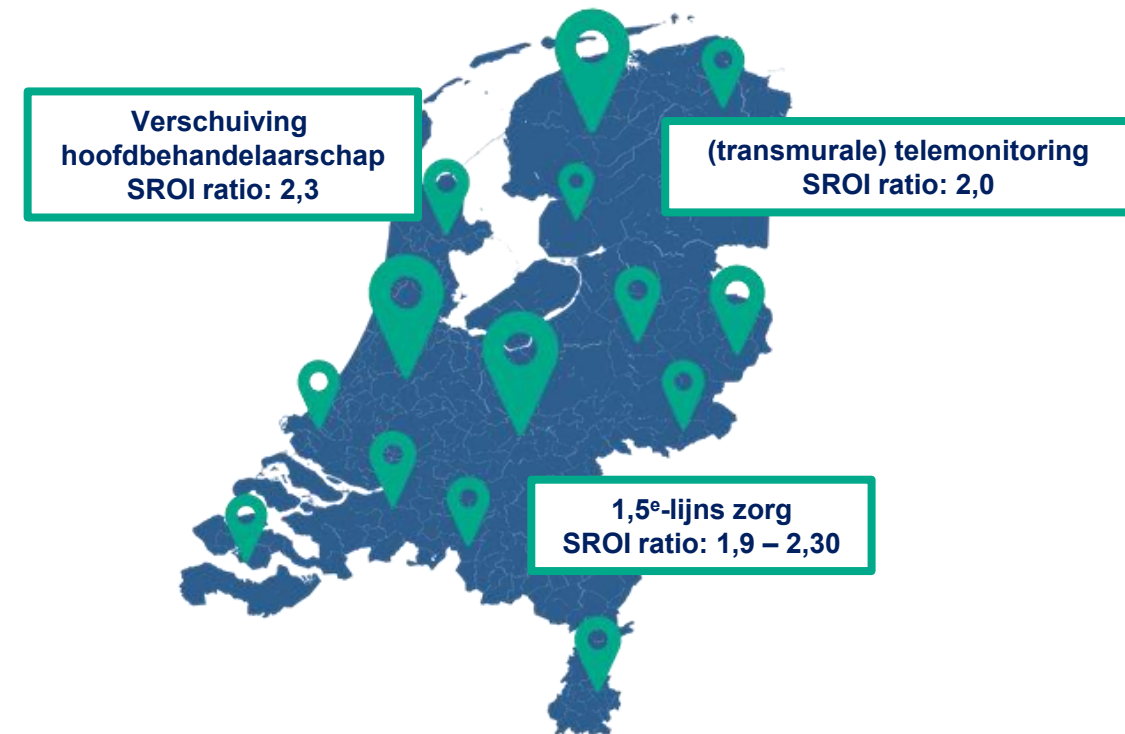 Verschuiving
hoofdbehandelaarschap
SROI ratio: 2,3
(transmurale) telemonitoring
SROI ratio: 2,0
1,5ᵉ-lijns zorg
SROI ratio: 1,9 – 2,30